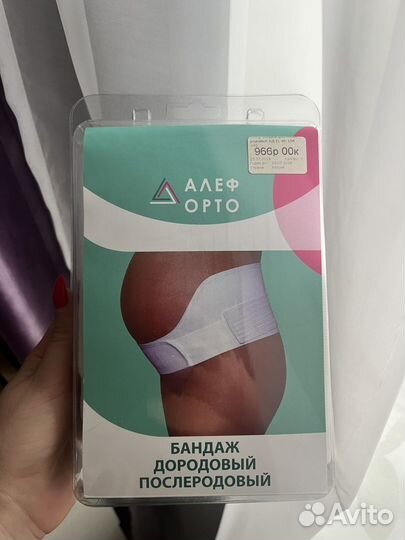 966р 00к
АЛЕФ
ОРТО
БАНДАЖ
ДОРОДОВЫЙ
ПОСЛЕРОДОВЫЙ
Avito